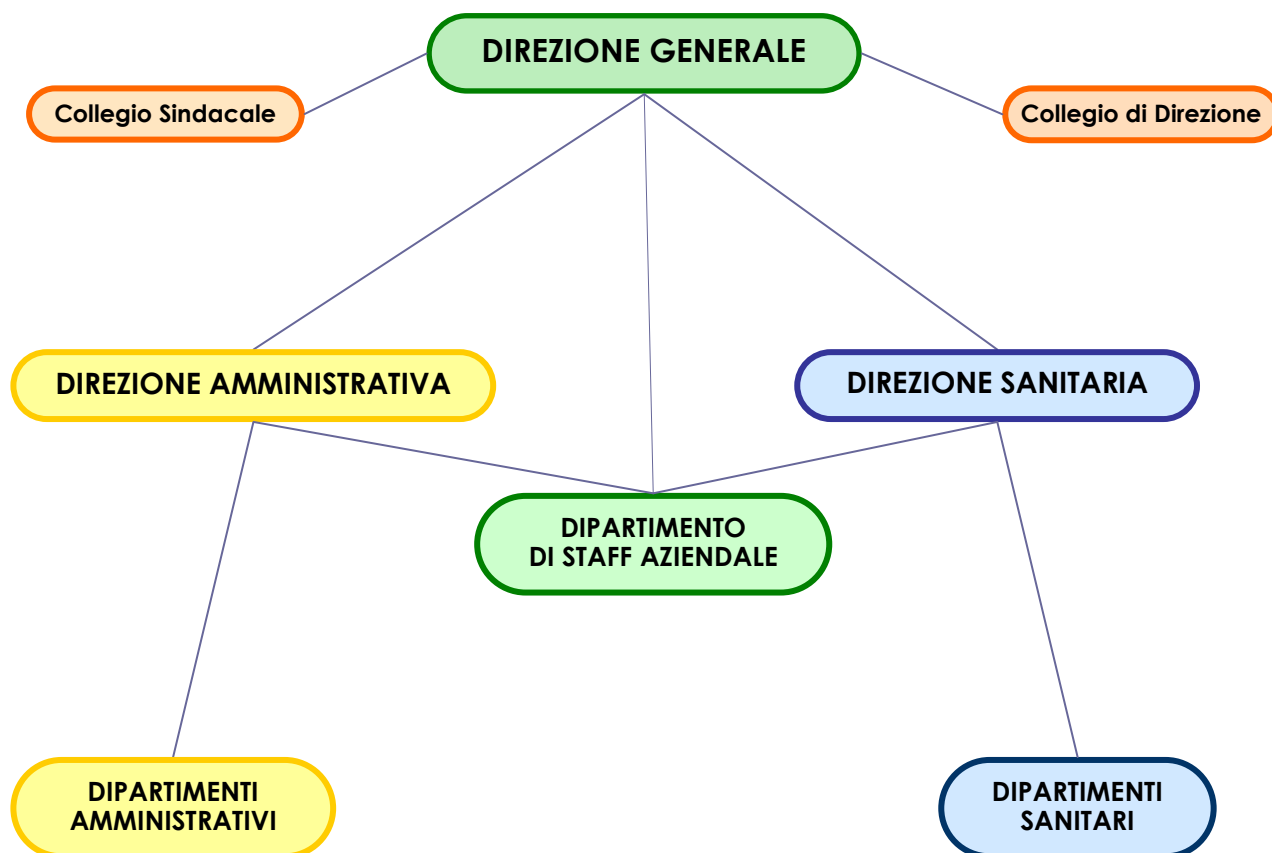 DIREZIONE GENERALE
Collegio Sindacale
Collegio di Direzione
DIREZIONE AMMINISTRATIVA
DIREZIONE SANITARIA
DIPARTIMENTO
DI STAFF AZIENDALE
DIPARTIMENTI
AMMINISTRATIVI
DIPARTIMENTI
SANITARI